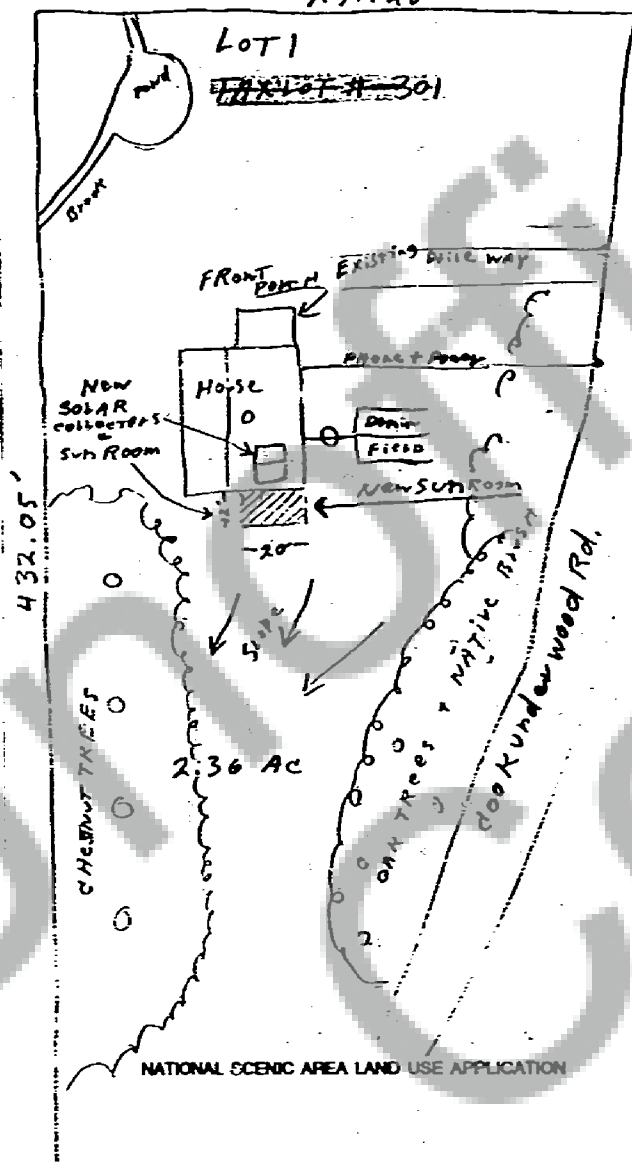 LOT 1
TAX LOT # 301
Pond
Brook
FRONT
PORCH
Existing Drive way
Phone + Power
House
New
SOLAR
collectors
&
Sun Room
Drain
Field
New Sun Room
12
20
Slope
432.05'
CHESNUT TREES
2 36 AC
OAK TREES + NATIVE Brush
Cook Underwood Rd.
NATIONAL SCENIC AREA LAND USE APPLICATION